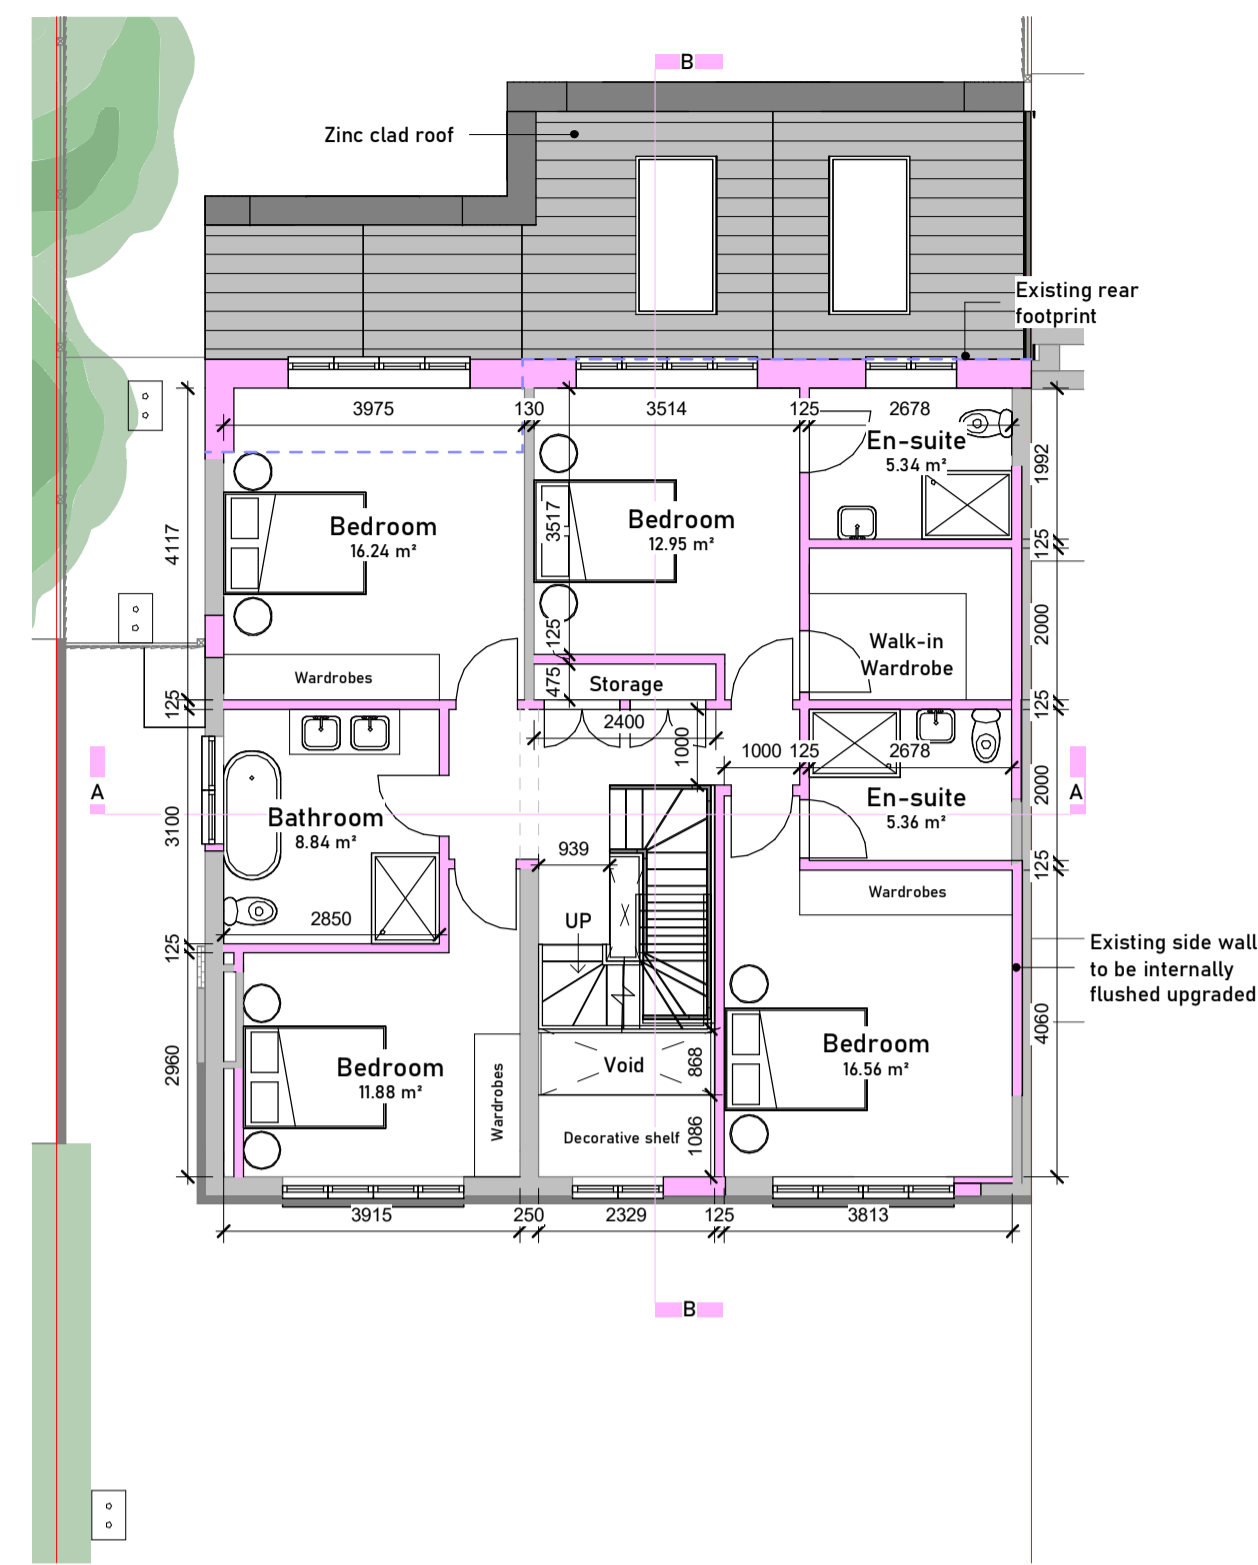 B
Zinc clad roof
Existing rear
footprint
3975
130
3514
125
2678
En-suite
5.34 m²
1992
3517
4117
Bedroom
16.24 m²
Bedroom
12.95 m²
125
125
2000
Walk-in
Wardrobe
475
Wardrobes
Storage
125
2400
1000
1000
125
2678
125
2000
A
A
Bathroom
8.84 m²
3100
En-suite
5.36 m²
939
125
Wardrobes
2850
UP
125
Existing side wall
to be internally
flushed upgraded
4060
2960
Bedroom
11.88 m²
Wardrobes
Void
868
Bedroom
16.56 m²
Decorative shelf
1086
3915
250
2329
125
3813
B